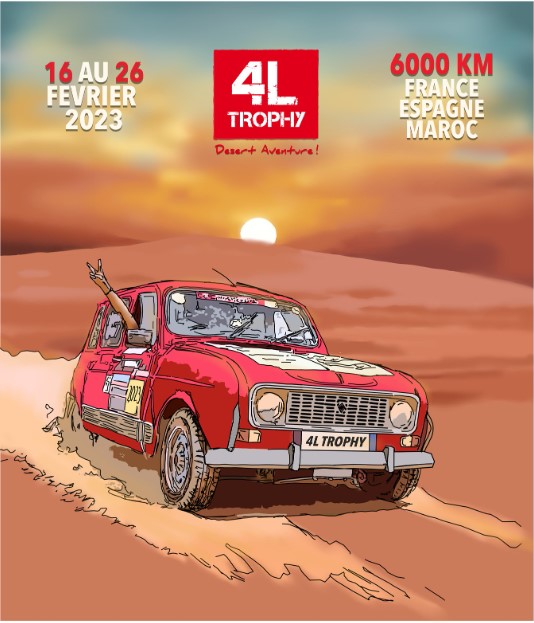 16 AU 26
FEVRIER
2023
4L
TROPHY
Desert Aventure!
6000 KM
FRANCE
ESPAGNE
MAROC
4L TROPHY